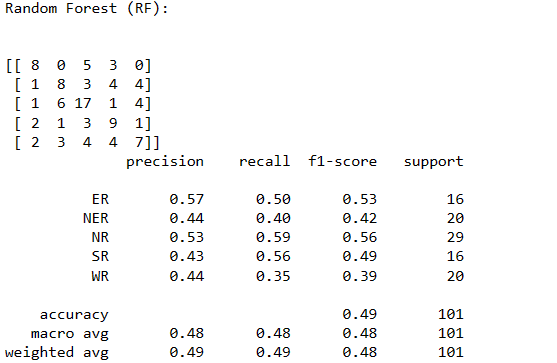 Random Forest (RF):
[[ 8 0 5 3 0]
[ 1 8 3 4 4]
[ 1 6 17 1 4]
[ 2 1 3 9 1]
[ 2 3 4 4 7]]
precision recall f1-score support
ER 0.57 0.50 0.53 16
NER 0.44 0.40 0.42 20
NR 0.53 0.59 0.56 29
SR 0.43 0.56 0.49 16
WR 0.44 0.35 0.39 20
accuracy 0.49 101
macro avg 0.48 0.48 0.48 101
weighted avg 0.49 0.49 0.48 101